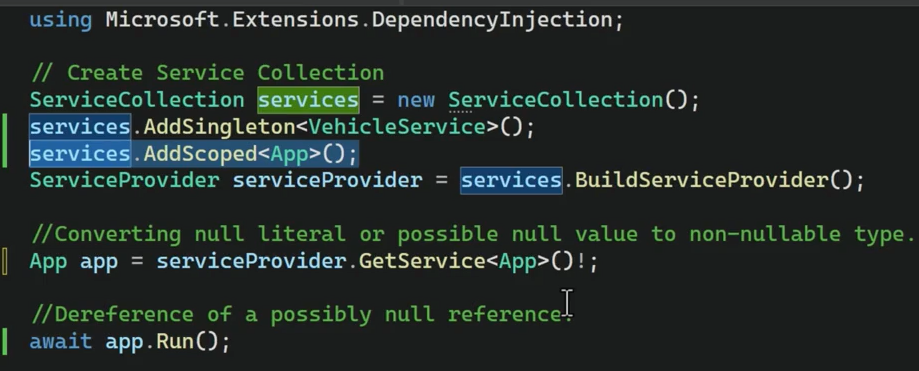 using Microsoft.Extensions.DependencyInjection;
// Create Service Collection
ServiceCollection services = new ServiceCollection();
services.AddSingleton<VehicleService>();
services.AddScoped<App>();
ServiceProvider serviceProvider = services.BuildServiceProvider();
//Converting null literal or possible null value to non-nullable type.
App app = serviceProvider.GetService<App>()!;
//Dereference of a possibly null reference.
await app.Run();